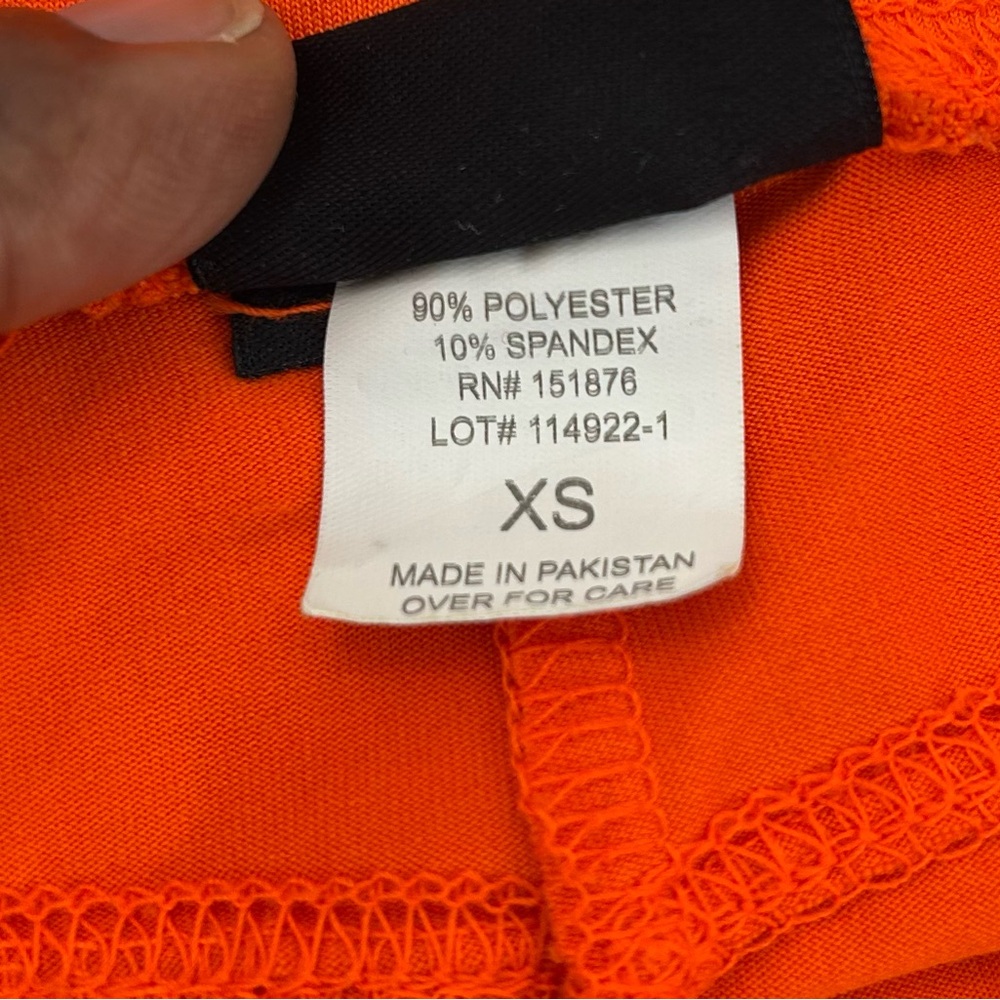 90% POLYESTER
10% SPANDEX
RN# 151876
LOT# 114922-1
XS
MADE IN PAKISTAN
OVER FOR CARE